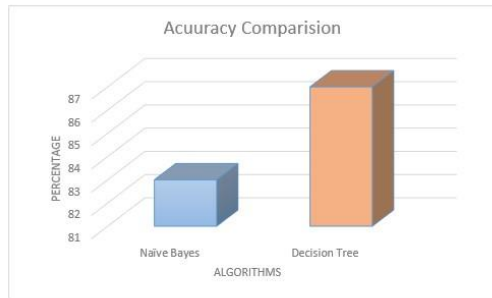 Acuuracy Comparision
87
86
85
84
83
82
81
PERCENTAGE
Naïve Bayes Decision Tree
ALGORITHMS